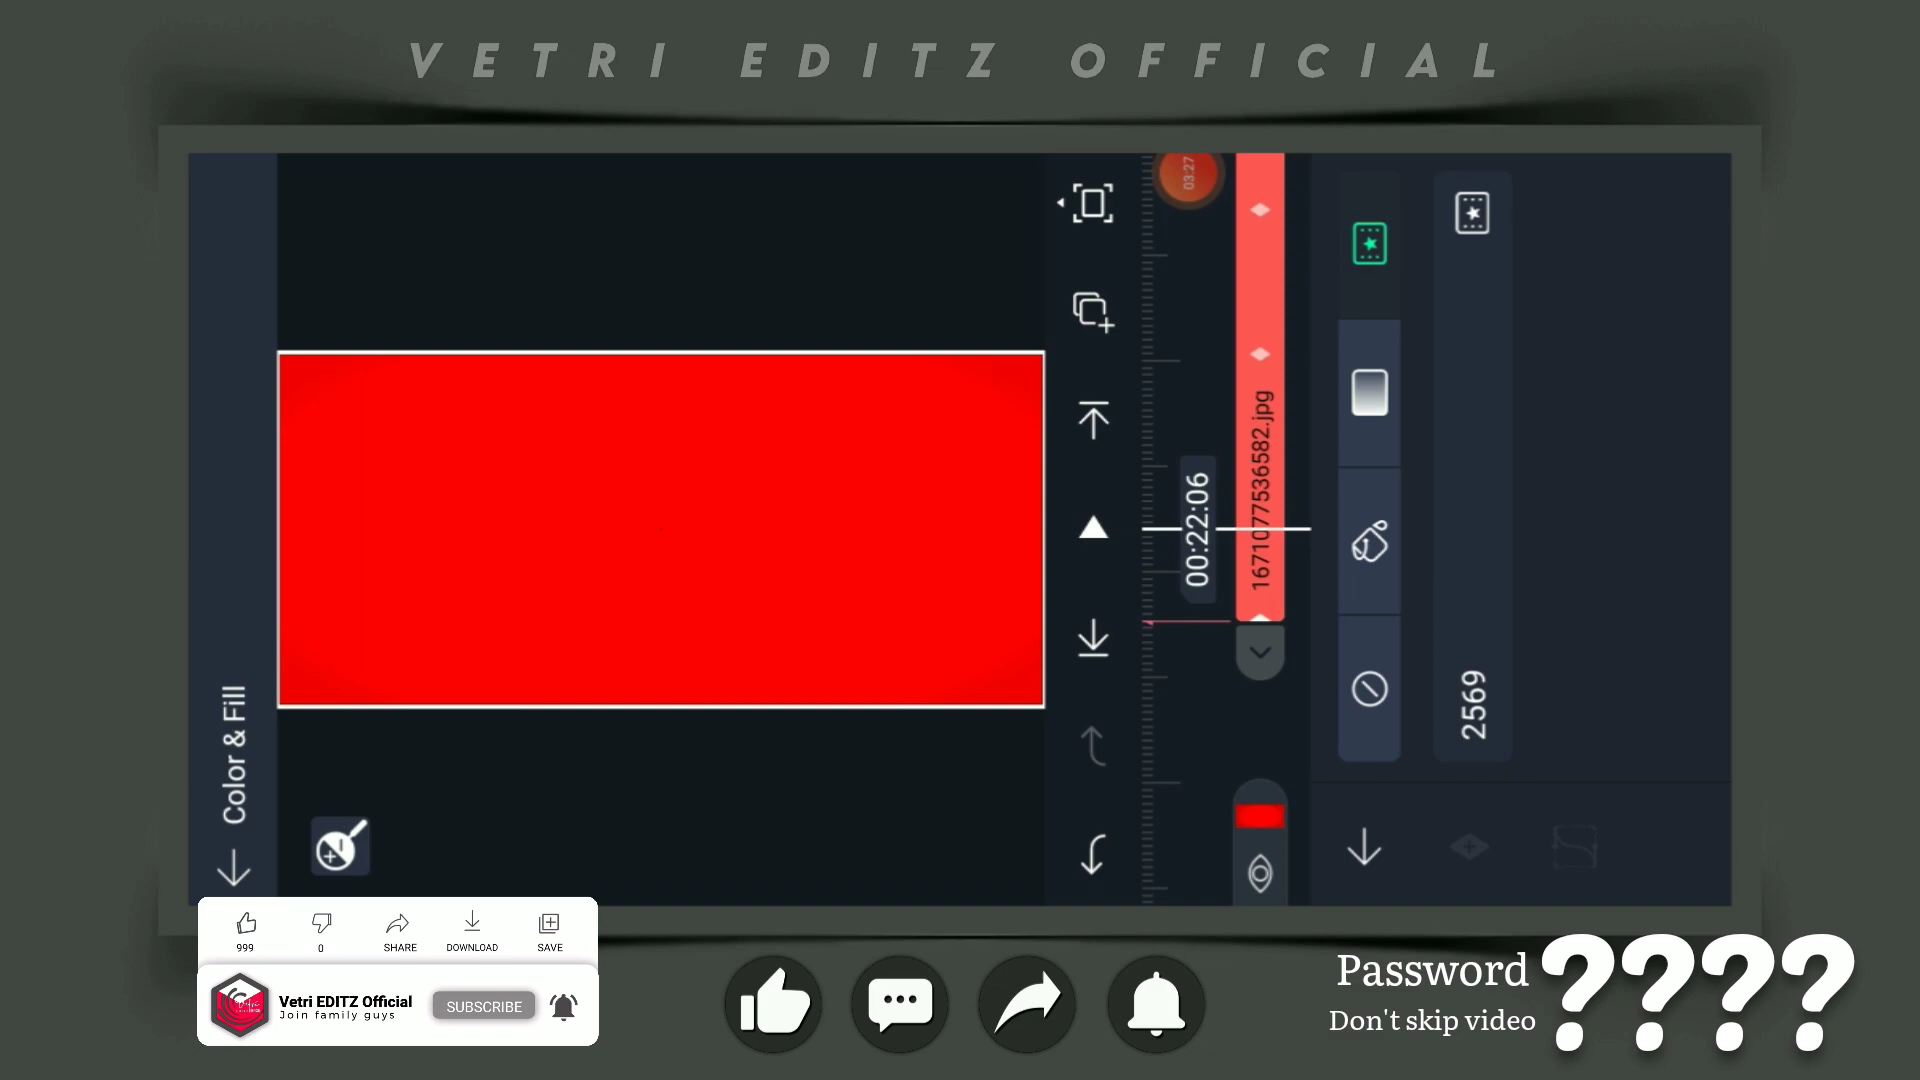 VETRI EDITZ OFFICIAL
Color & Fill
03:27
00:22:06
1671077536582.jpg
2569
999
0
SHARE
DOWNLOAD
SAVE
Vetri EDITZ Official
Join family guys
SUBSCRIBE
Password ????
Don't skip video